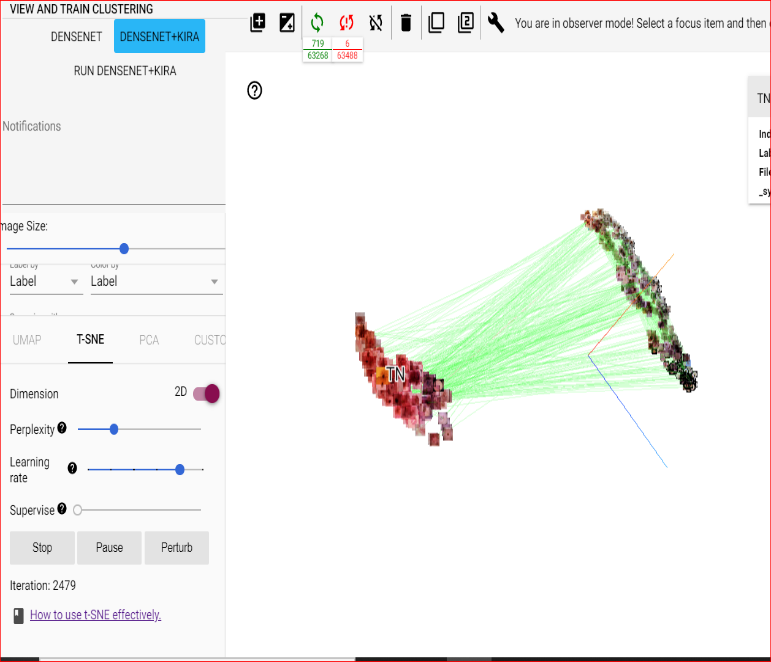 VIEW AND TRAIN CLUSTERING
DENSENET DENSENET+KIRA
RUN DENSENET+KIRA
Notifications
mage Size:
Label by Color by
Label Label
UMAP T-SNE PCA CUSTO
Dimension 2D
Perplexity ?
Learning rate ?
Supervise ?
Stop Pause Perturb
Iteration: 2479
How to use t-SNE effectively.
2
You are in observer mode! Select a focus item and then
719 6
63268 63488
?
TN
TN
Ind
Lal
File
_sy